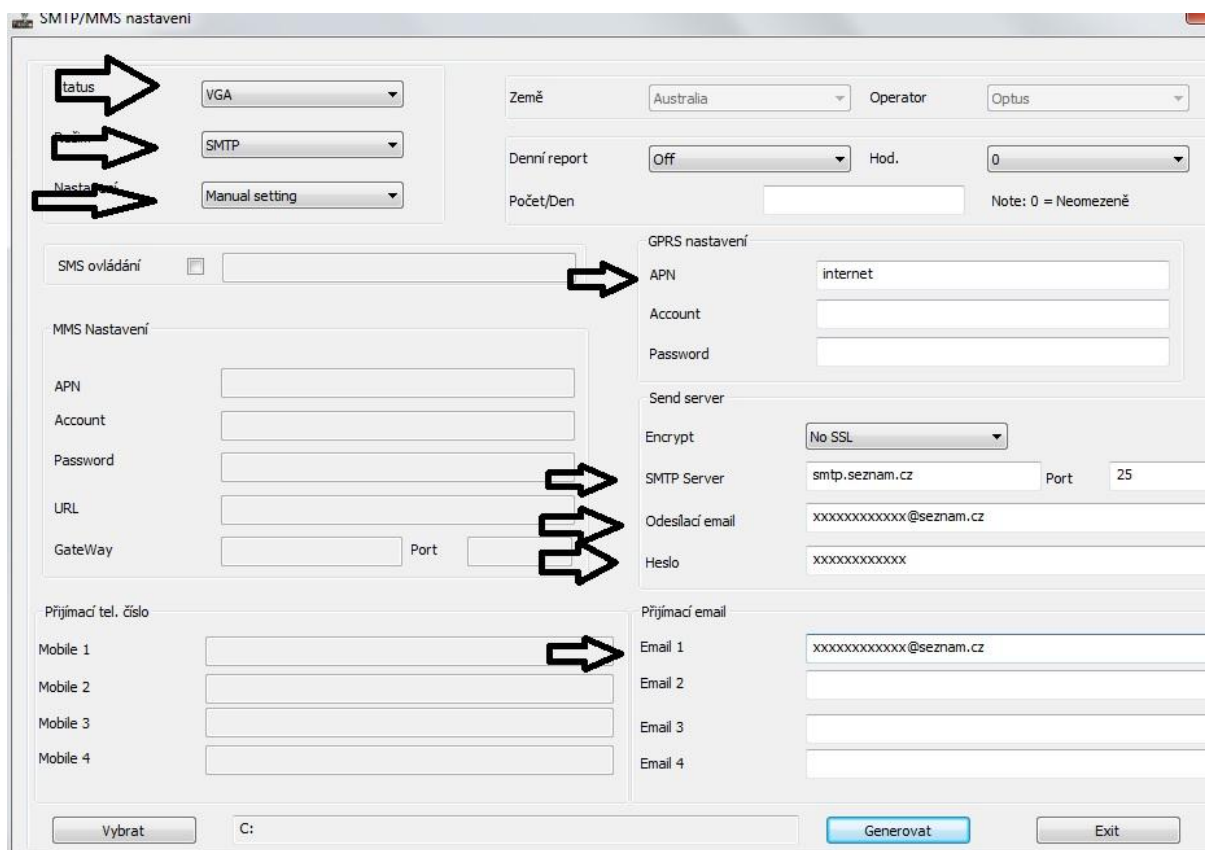 SMTP/MMS nastavení
VGA
Země Australia Operator Optus
SMTP
Denní report Off Hod. 0
Manual setting
Počet/Den Note: 0 = Neomezeně
GPRS nastavení
SMS ovládání
APN internet
Account
MMS Nastavení
Password
APN
Send server
Account
Encrypt No SSL
Password
SMTP Server smtp.seznam.cz Port 25
URL
Odesílací email xxxxxxxxxxxx@seznam.cz
GateWay Port
Heslo xxxxxxxxxxxx
Přijímací tel. číslo Přijímací email
Mobile 1 Email 1 xxxxxxxxxxxx@seznam.cz
Mobile 2 Email 2
Mobile 3 Email 3
Mobile 4 Email 4
Vybrat C: Generovat Exit